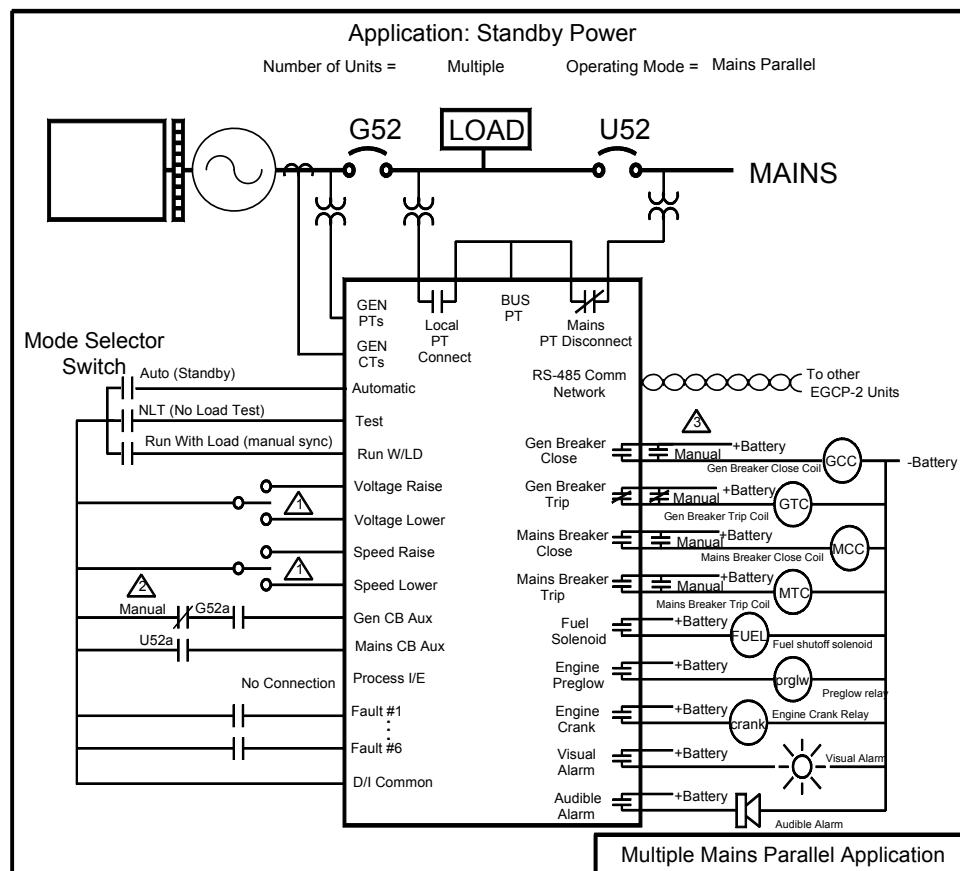 Application: Standby Power
Number of Units = Multiple Operating Mode = Mains Parallel
G52
LOAD
U52
MAINS
GEN
PTs
GEN
CTs
Local
PT
Connect
BUS
PT
Mains
PT Disconnect
Mode Selector
Switch
Auto (Standby)
Automatic
NLT (No Load Test)
Test
Run With Load (manual sync)
Run W/LD
Voltage Raise
1
Voltage Lower
Speed Raise
1
Speed Lower
2
Manual
G52a
Gen CB Aux
U52a
Mains CB Aux
No Connection
Process I/E
Fault #1
Fault #6
D/I Common
RS-485 Comm
Network
To other
EGCP-2 Units
3
Gen Breaker
Close
+Battery
Manual
Gen Breaker Close Coil
GCC
-Battery
Gen Breaker
Trip
+Battery
Manual
Gen Breaker Trip Coil
GTC
Mains Breaker
Close
+Battery
Manual
Mains Breaker Close Coil
MCC
Mains Breaker
Trip
+Battery
Manual
Mains Breaker Trip Coil
MTC
Fuel
Solenoid
+Battery
FUEL
Fuel shutoff solenoid
Engine
Preglow
+Battery
prglw
Preglow relay
Engine
Crank
+Battery
crank
Engine Crank Relay
Visual
Alarm
+Battery
Visual Alarm
Audible
Alarm
+Battery
Audible Alarm
Multiple Mains Parallel Application